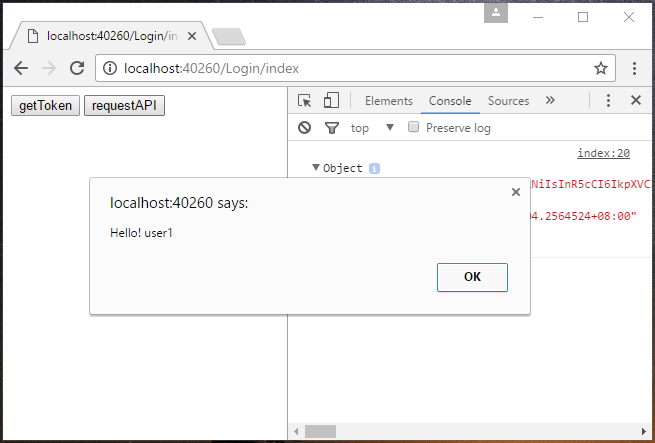 localhost:40260/Login/in
localhost:40260/Login/index
getToken requestAPI
Elements Console Sources »
top Preserve log
index:20
Object i
NiIsInR5cCI6IkpXVC
4.2564524+08:00"
localhost:40260 says:
Hello! user1
OK